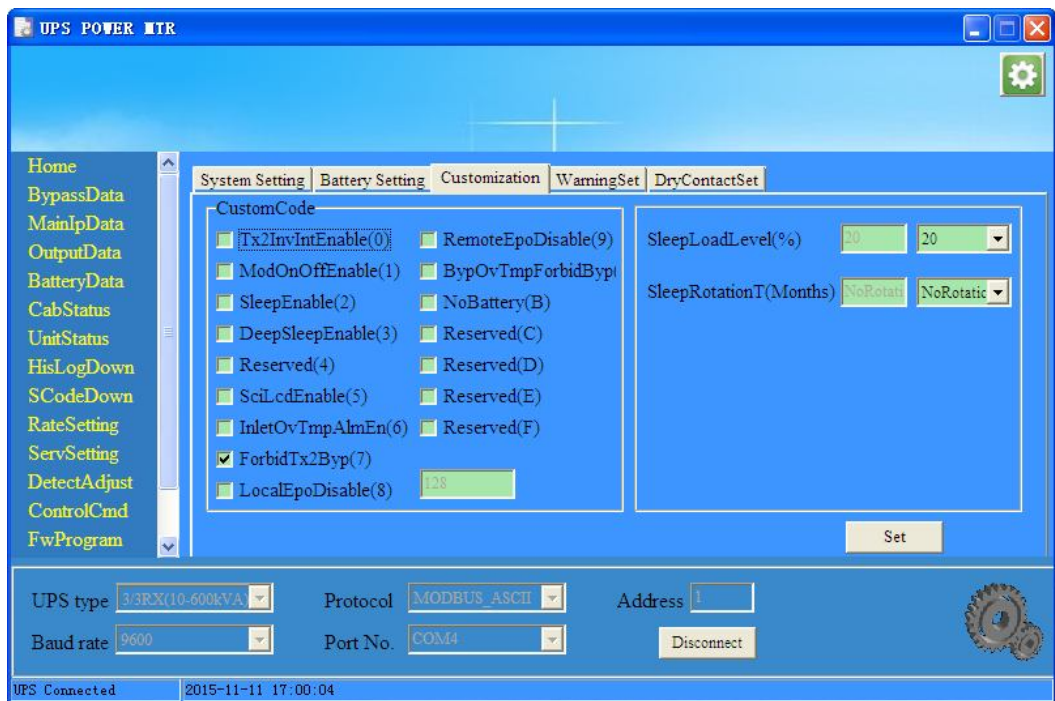 UPS POWER MTR
Home
BypassData
MainIpData
OutputData
BatteryData
CabStatus
UnitStatus
HisLogDown
SCodeDown
RateSetting
ServSetting
DetectAdjust
ControlCmd
FwProgram
System Setting Battery Setting Customization WarningSet DryContactSet
CustomCode
Tx2InvIntEnable(0) RemoteEpoDisable(9)
ModOnOffEnable(1) BypOvTmpForbidByp(
SleepEnable(2) NoBattery(B)
DeepSleepEnable(3) Reserved(C)
Reserved(4) Reserved(D)
SciLcdEnable(5) Reserved(E)
InletOvTmpAlmEn(6) Reserved(F)
ForbidTx2Byp(7)
LocalEpoDisable(8) 128
SleepLoadLevel(%) 20 20
SleepRotationT(Months) NoRotati NoRotatic
Set
UPS type 3/3RX(10-600kVA) Protocol MODBUS_ASCII Address 1
Baud rate 9600 Port No. COM4 Disconnect
UPS Connected 2015-11-11 17:00:04